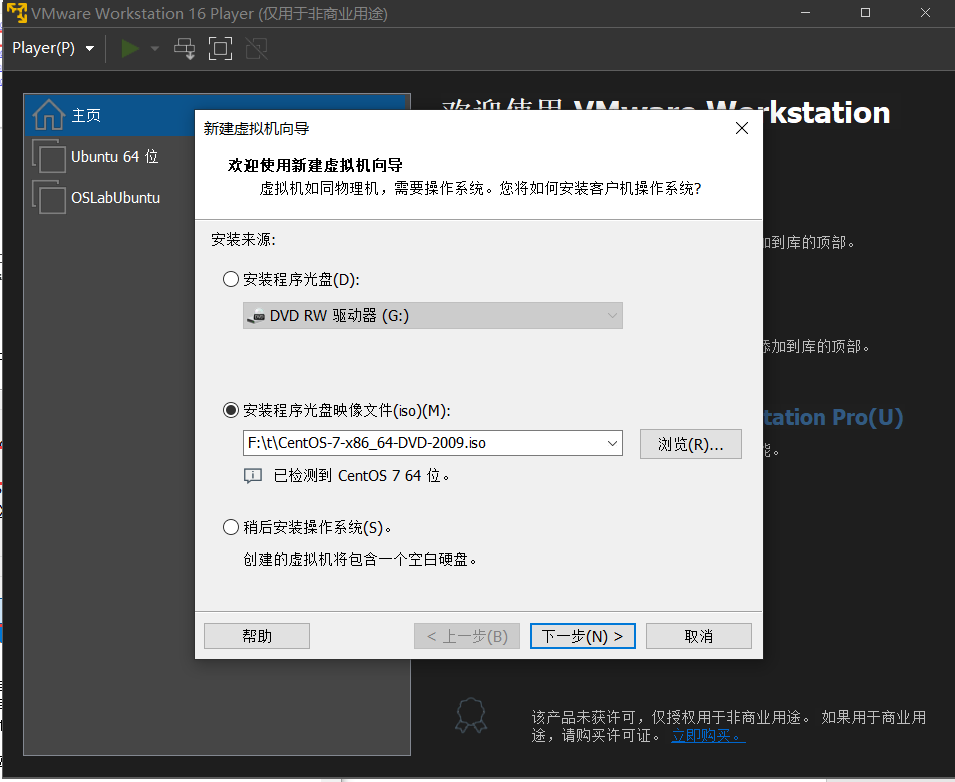 VMware Workstation 16 Player (仅用于非商业用途)
Player(P)
主页
Ubuntu 64 位
OSLabUbuntu
欢迎使用 VMware Workstation
新建虚拟机向导
欢迎使用新建虚拟机向导
虚拟机如同物理机，需要操作系统。您将如何安装客户机操作系统?
安装来源:
安装程序光盘(D):
DVD RW 驱动器 (G:)
安装程序光盘映像文件(iso)(M):
F:\t\CentOS-7-x86_64-DVD-2009.iso
浏览(R)...
已检测到 CentOS 7 64 位。
稍后安装操作系统(S)。
创建的虚拟机将包含一个空白硬盘。
帮助
< 上一步(B)
下一步(N) >
取消
到库的顶部。
添加到库的顶部。
tation Pro(U)
该产品未获许可，仅授权用于非商业用途。 如果用于商业用
途，请购买许可证。 立即购买。